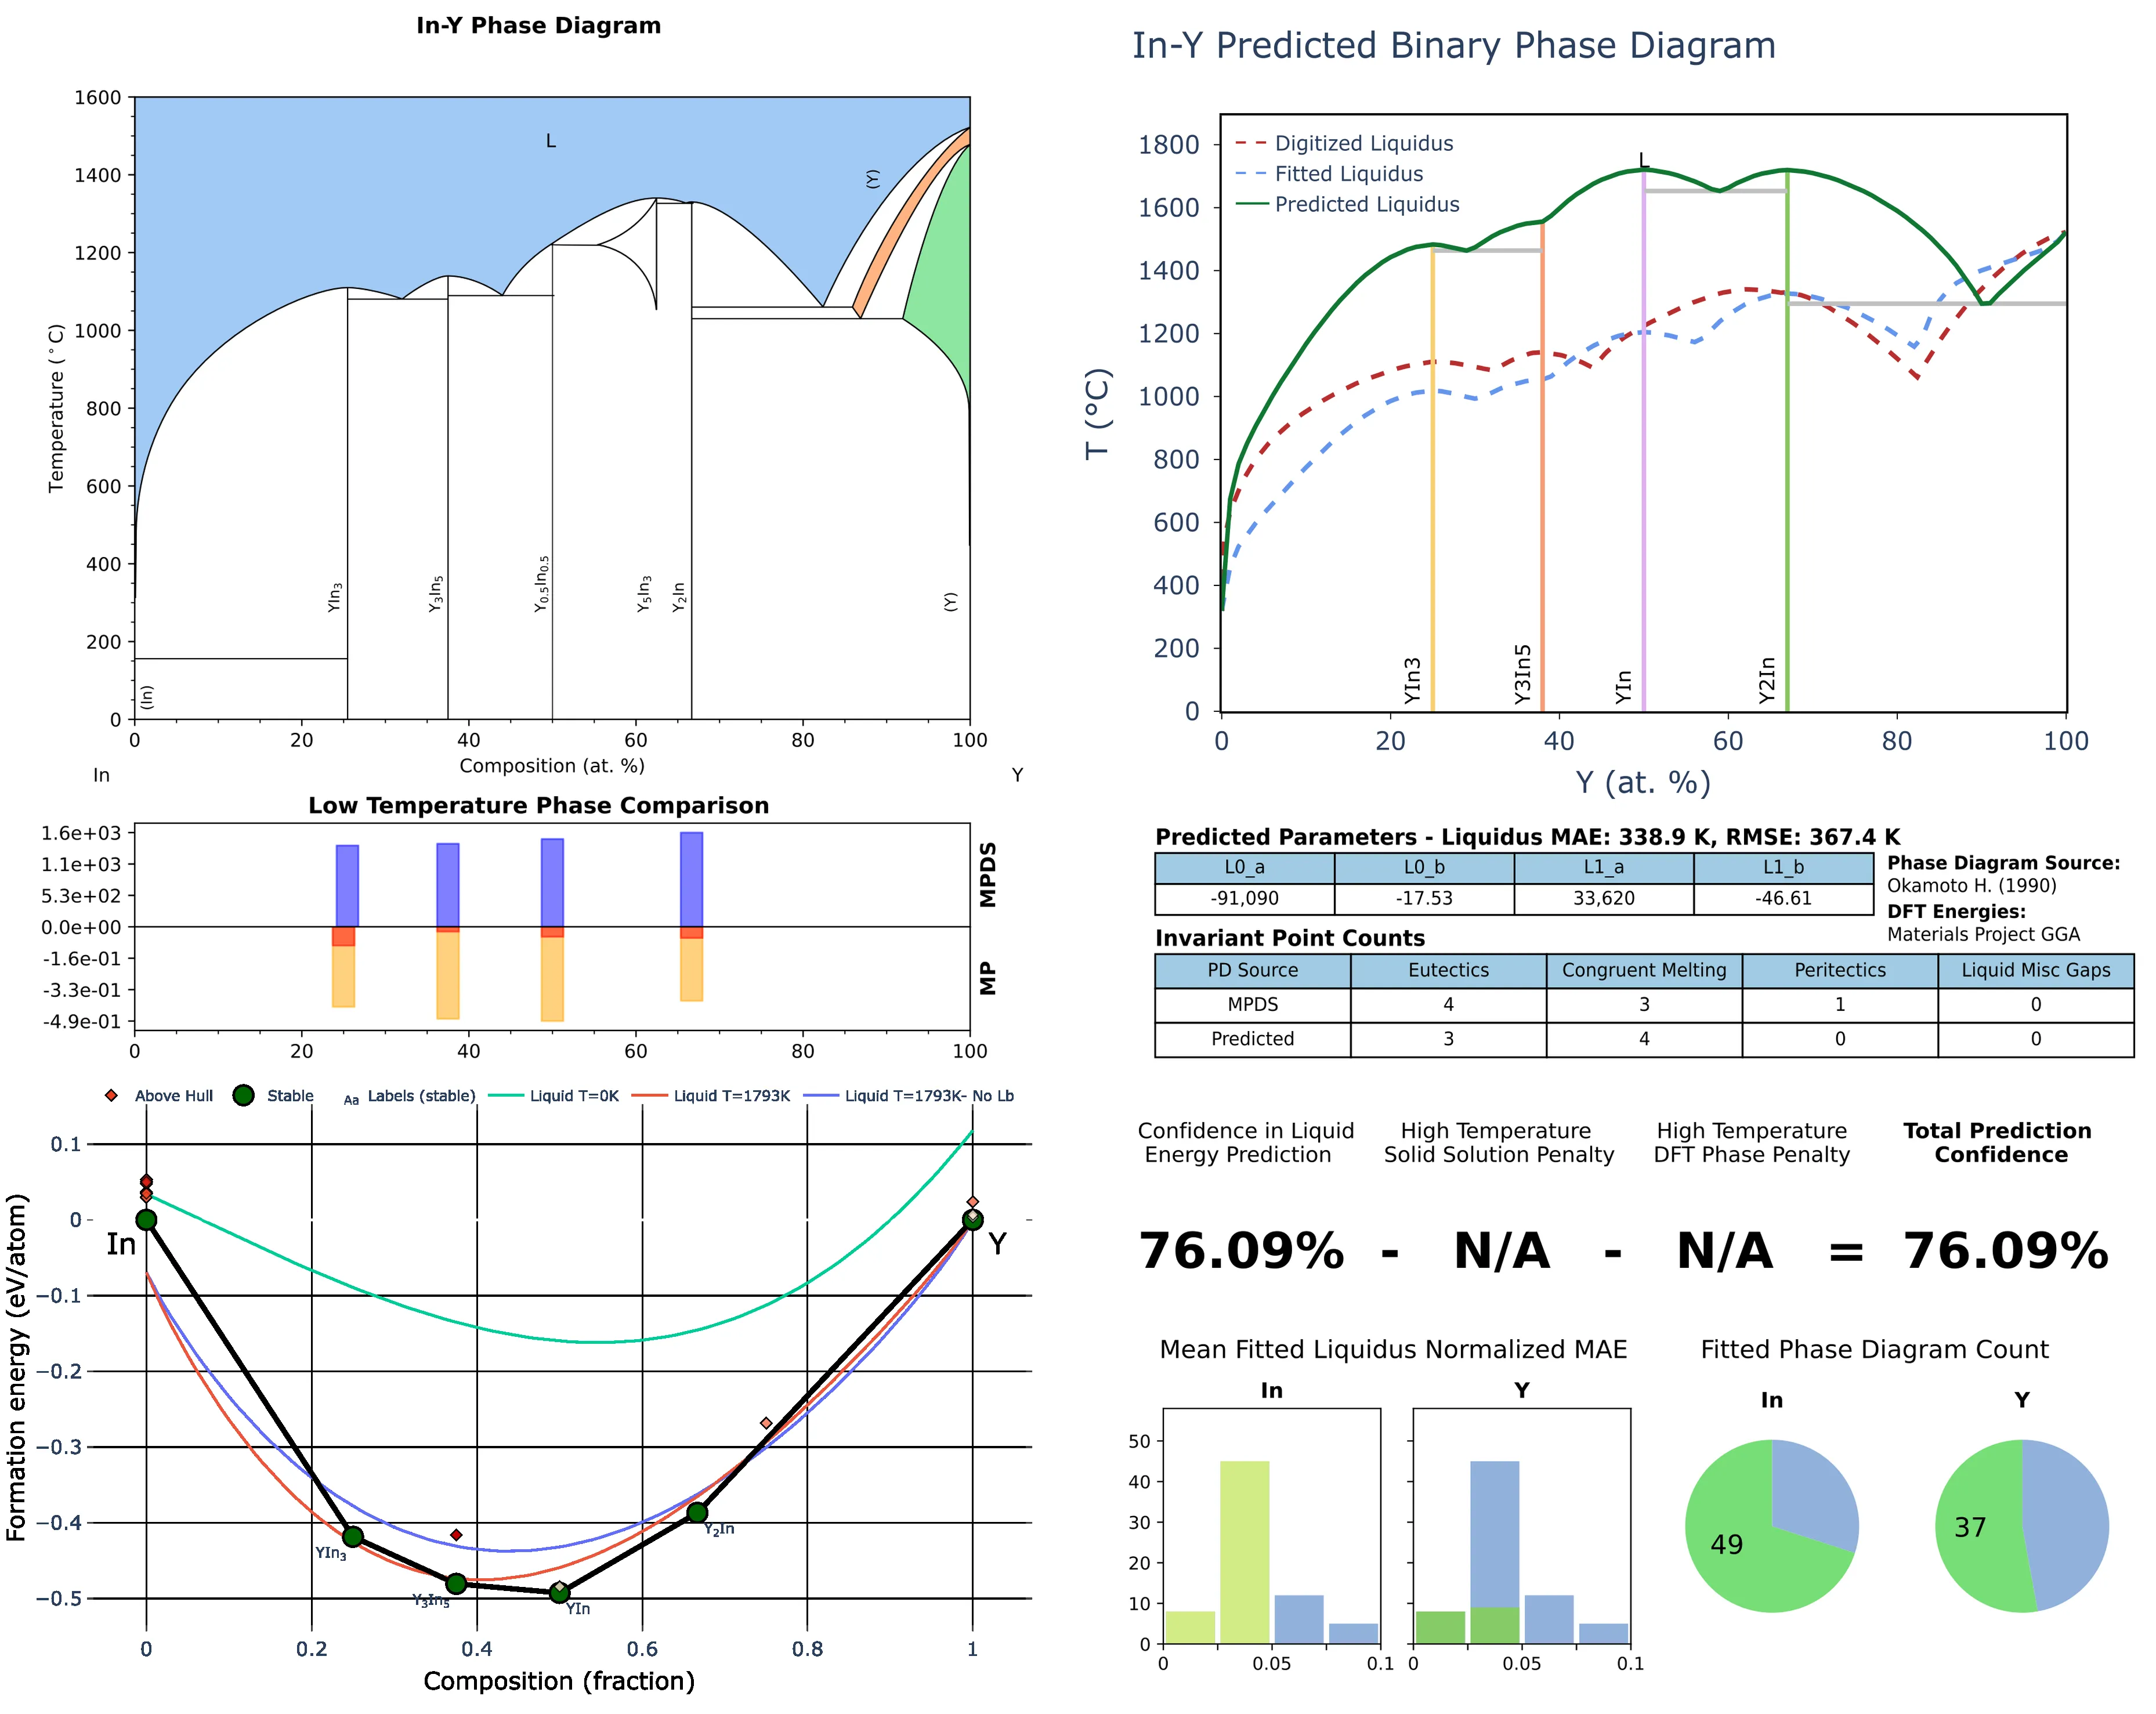 In-Y Phase Diagram
1600
1400
1200
1000
800
600
400
200
0
Temperature (°C)
L
(Y)
YIn3
Y3In5
Y0.5In0.5
Y5In3
Y2In
(Y)
(In)
0 20 40 60 80 100
Composition (at. %)
In Y
Low Temperature Phase Comparison
1.6e+03
1.1e+03
5.3e+02
0.0e+00
-1.6e-01
-3.3e-01
-4.9e-01
MPDS
MP
0 20 40 60 80 100
Above Hull Stable Aa Labels (stable) Liquid T=0K Liquid T=1793K Liquid T=1793K- No Lb
0.1
0
−0.1
−0.2
−0.3
−0.4
−0.5
Formation energy (eV/atom)
In
Y
YIn3
Y3In5
YIn
Y2In
0 0.2 0.4 0.6 0.8 1
Composition (fraction)
In-Y Predicted Binary Phase Diagram
1800
1600
1400
1200
1000
800
600
400
200
0
T (°C)
Digitized Liquidus
Fitted Liquidus
Predicted Liquidus
L
YIn3
Y3In5
YIn
Y2In
0 20 40 60 80 100
Y (at. %)
Predicted Parameters - Liquidus MAE: 338.9 K, RMSE: 367.4 K
L0_a L0_b L1_a L1_b
-91,090 -17.53 33,620 -46.61
Phase Diagram Source:
Okamoto H. (1990)
DFT Energies:
Materials Project GGA
Invariant Point Counts
PD Source Eutectics Congruent Melting Peritectics Liquid Misc Gaps
MPDS 4 3 1 0
Predicted 3 4 0 0
Confidence in Liquid
Energy Prediction
High Temperature
Solid Solution Penalty
High Temperature
DFT Phase Penalty
Total Prediction
Confidence
76.09% - N/A - N/A = 76.09%
Mean Fitted Liquidus Normalized MAE
In
Y
50
40
30
20
10
0
0 0.05 0.1
0 0.05 0.1
Fitted Phase Diagram Count
In
Y
49
37